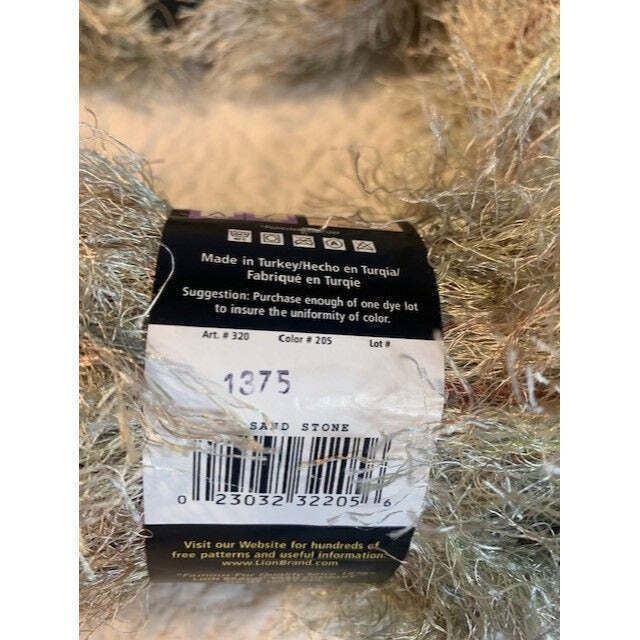 Made in Turkey/Hecho en Turqia/
Fabriqué en Turqie
Suggestion: Purchase enough of one dye lot
to insure the uniformity of color.
Art. # 320 Color # 205 Lot #
1375
SAND STONE
0 23032 32205 6
Visit our Website for hundreds of
free patterns and useful information.
www.LionBrand.com